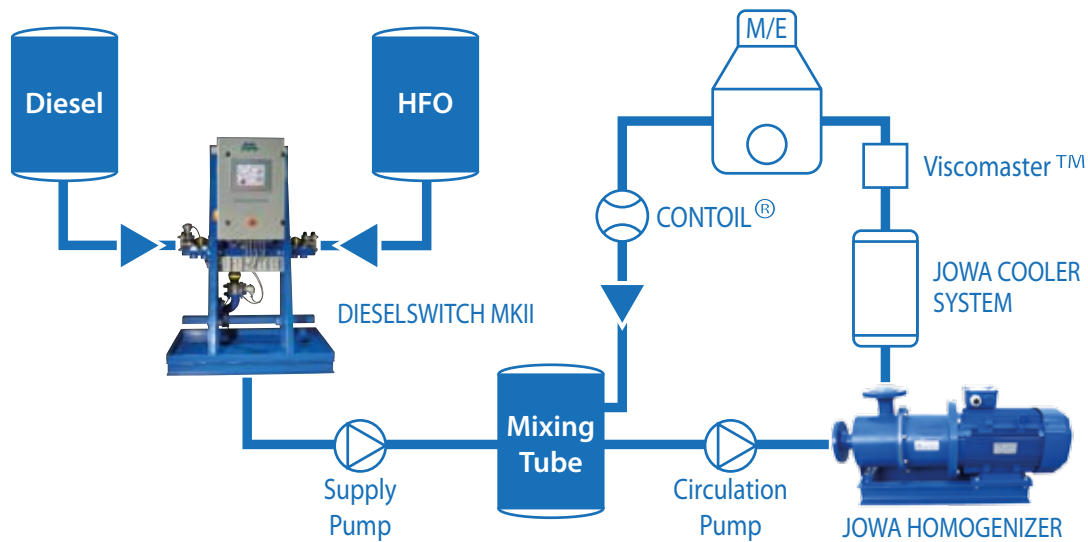 M/E
Diesel
HFO
Viscomaster™
CONTOIL®
JOWA COOLER
SYSTEM
DIESELSWITCH MKII
Mixing
Tube
Supply
Pump
Circulation
Pump
JOWA HOMOGENIZER